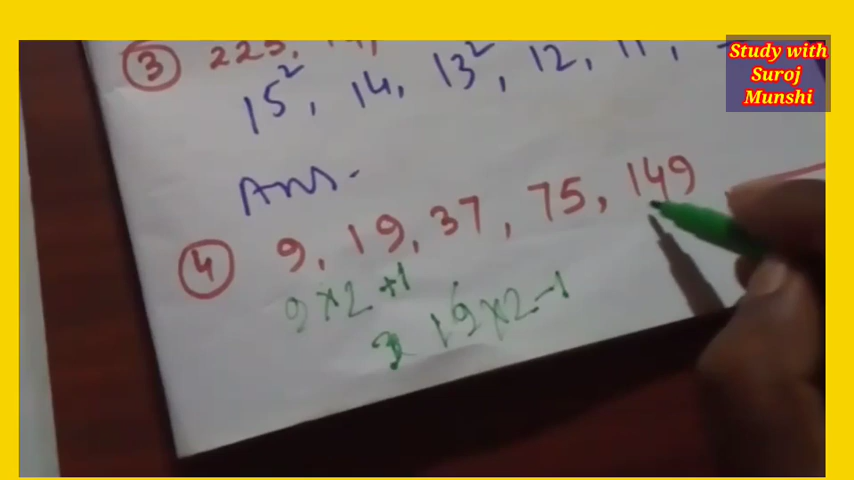 ③ 225,
Study with
Suroj
Munshi
15², 14, 13², 12, 11,
Ans.
④ 9, 19, 37, 75, 149
9×2+1
19×2-1